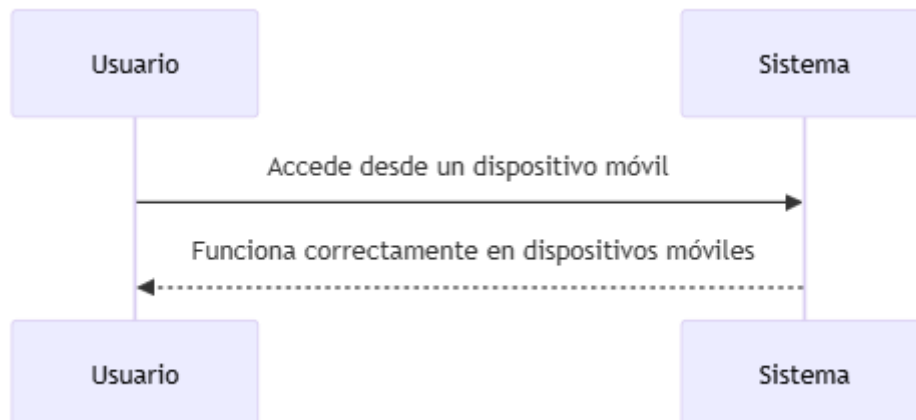 Usuario
Sistema
Accede desde un dispositivo móvil
Funciona correctamente en dispositivos móviles
Usuario
Sistema